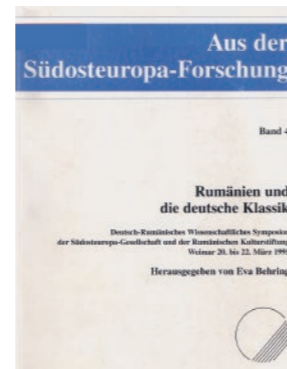 Aus der
Südosteuropa-Forschung
Band 4
Rumänien und
die deutsche Klassik
Deutsch-Rumänisches Wissenschaftliches Symposion
der Südosteuropa-Gesellschaft und der Rumänischen Kulturstiftung
Weimar 20. bis 22. März
Herausgegeben von Eva Behring